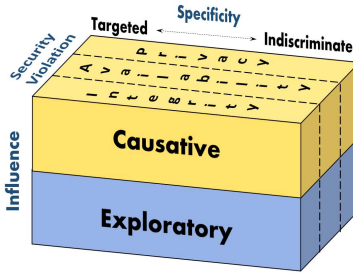 Specificity
Targeted
Indiscriminate
Security
Violation
Privacy
Availability
Integrity
Influence
Causative
Exploratory